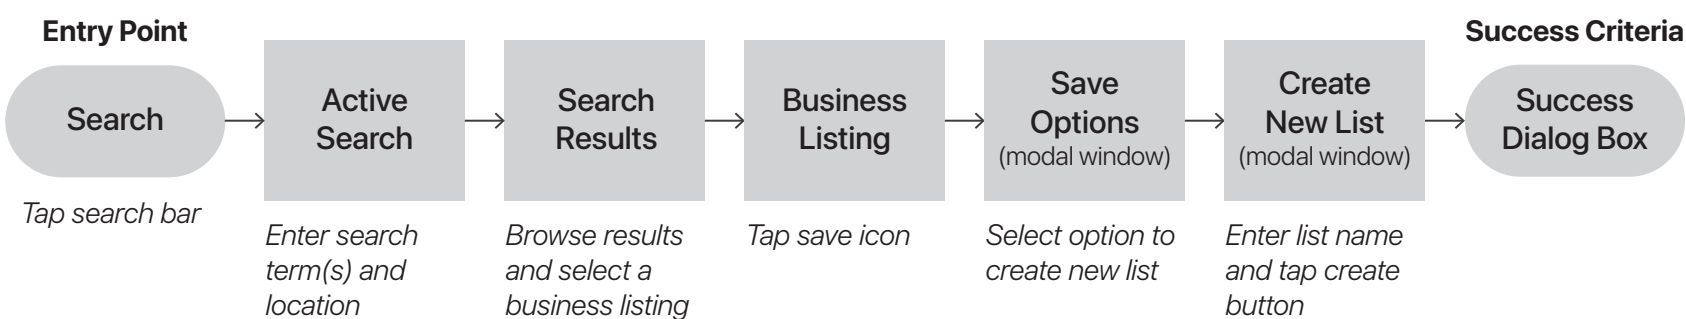 Entry Point
Search
Tap search bar
Active
Search
Enter search
term(s) and
location
Search
Results
Browse results
and select a
business listing
Business
Listing
Tap save icon
Save
Options
(modal window)
Select option to
create new list
Create
New List
(modal window)
Enter list name
and tap create
button
Success Criteria
Success
Dialog Box